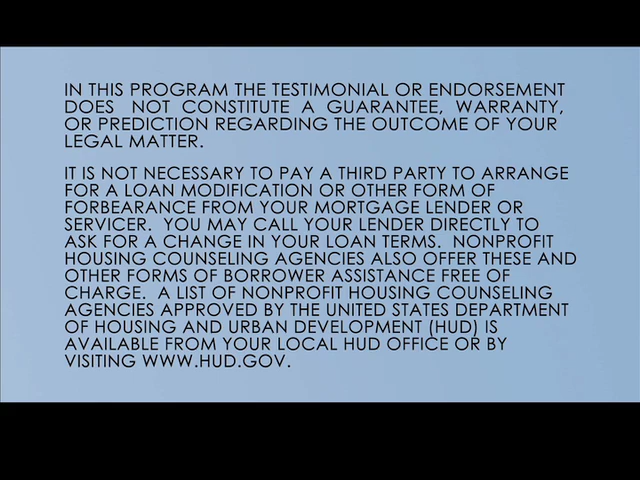 IN THIS PROGRAM THE TESTIMONIAL OR ENDORSEMENT
DOES NOT CONSTITUTE A GUARANTEE, WARRANTY,
OR PREDICTION REGARDING THE OUTCOME OF YOUR
LEGAL MATTER.
IT IS NOT NECESSARY TO PAY A THIRD PARTY TO ARRANGE
FOR A LOAN MODIFICATION OR OTHER FORM OF
FORBEARANCE FROM YOUR MORTGAGE LENDER OR
SERVICER. YOU MAY CALL YOUR LENDER DIRECTLY TO
ASK FOR A CHANGE IN YOUR LOAN TERMS. NONPROFIT
HOUSING COUNSELING AGENCIES ALSO OFFER THESE AND
OTHER FORMS OF BORROWER ASSISTANCE FREE OF
CHARGE. A LIST OF NONPROFIT HOUSING COUNSELING
AGENCIES APPROVED BY THE UNITED STATES DEPARTMENT
OF HOUSING AND URBAN DEVELOPMENT (HUD) IS
AVAILABLE FROM YOUR LOCAL HUD OFFICE OR BY
VISITING WWW.HUD.GOV.